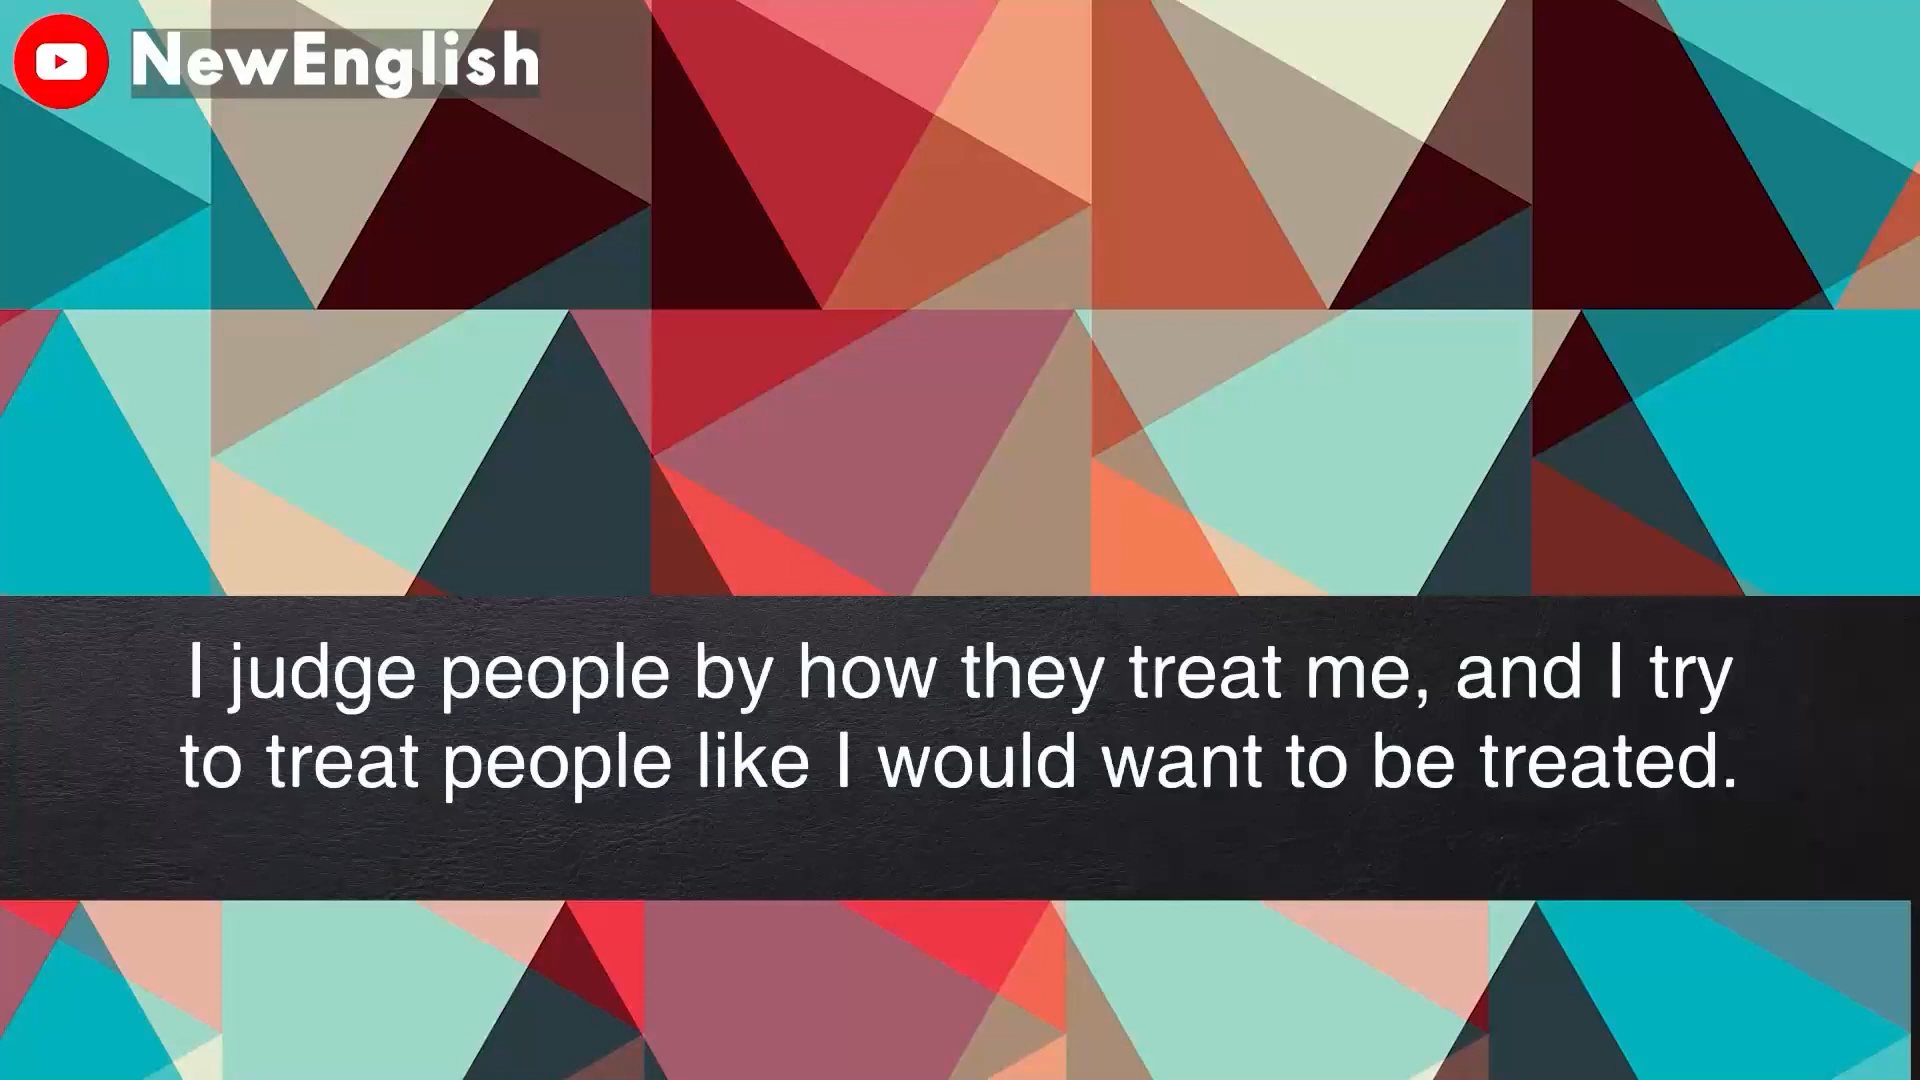 NewEnglish
I judge people by how they treat me, and I try
to treat people like I would want to be treated.